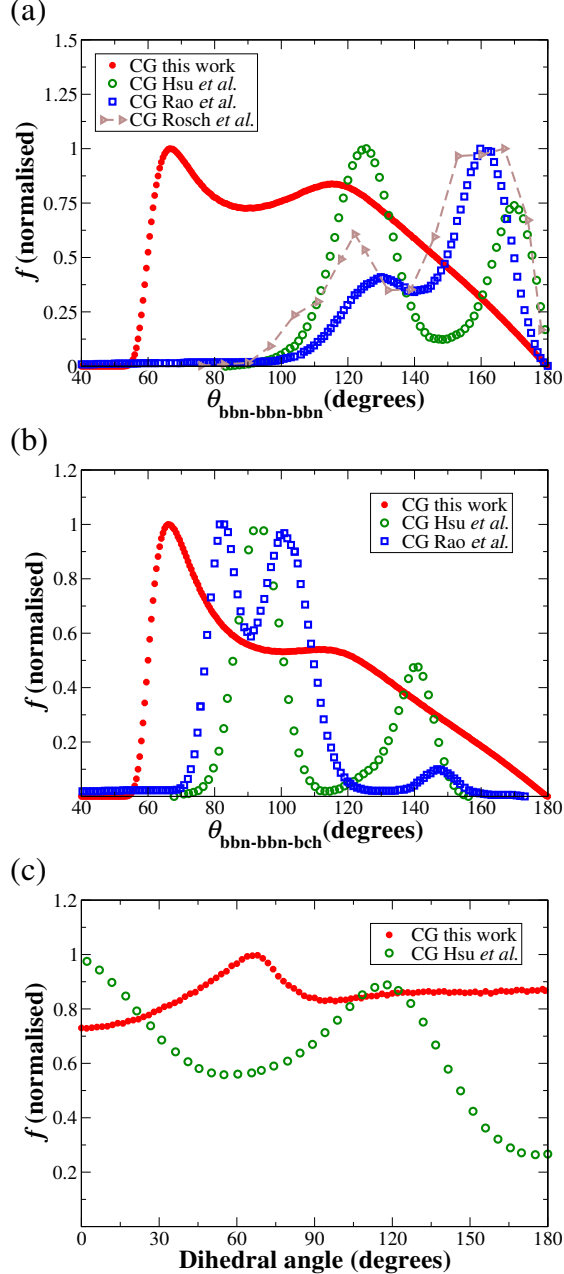 (a)
1.5
1.25
1
0.75
0.5
0.25
0
f (normalised)
CG this work
CG Hsu et al.
CG Rao et al.
CG Rosch et al.
40 60 80 100 120 140 160 180
θbbn-bbn-bbn (degrees)
(b)
1.2
1
0.8
0.6
0.4
0.2
f (normalised)
CG this work
CG Hsu et al.
CG Rao et al.
40 60 80 100 120 140 160 180
θbbn-bbn-bch (degrees)
(c)
1.2
1
0.8
0.6
0.4
0.2
f (normalised)
CG this work
CG Hsu et al.
0 30 60 90 120 150 180
Dihedral angle (degrees)